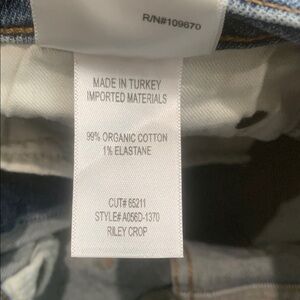 R/N#109670
MADE IN TURKEY
IMPORTED MATERIALS
99% ORGANIC COTTON
1% ELASTANE
CUT# 65211
STYLE# A056D-1370
RILEY CROP